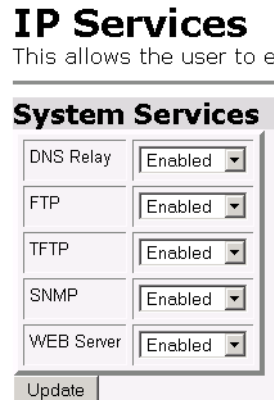 IP Services
This allows the user to e
System Services
DNS Relay Enabled
FTP Enabled
TFTP Enabled
SNMP Enabled
WEB Server Enabled
Update